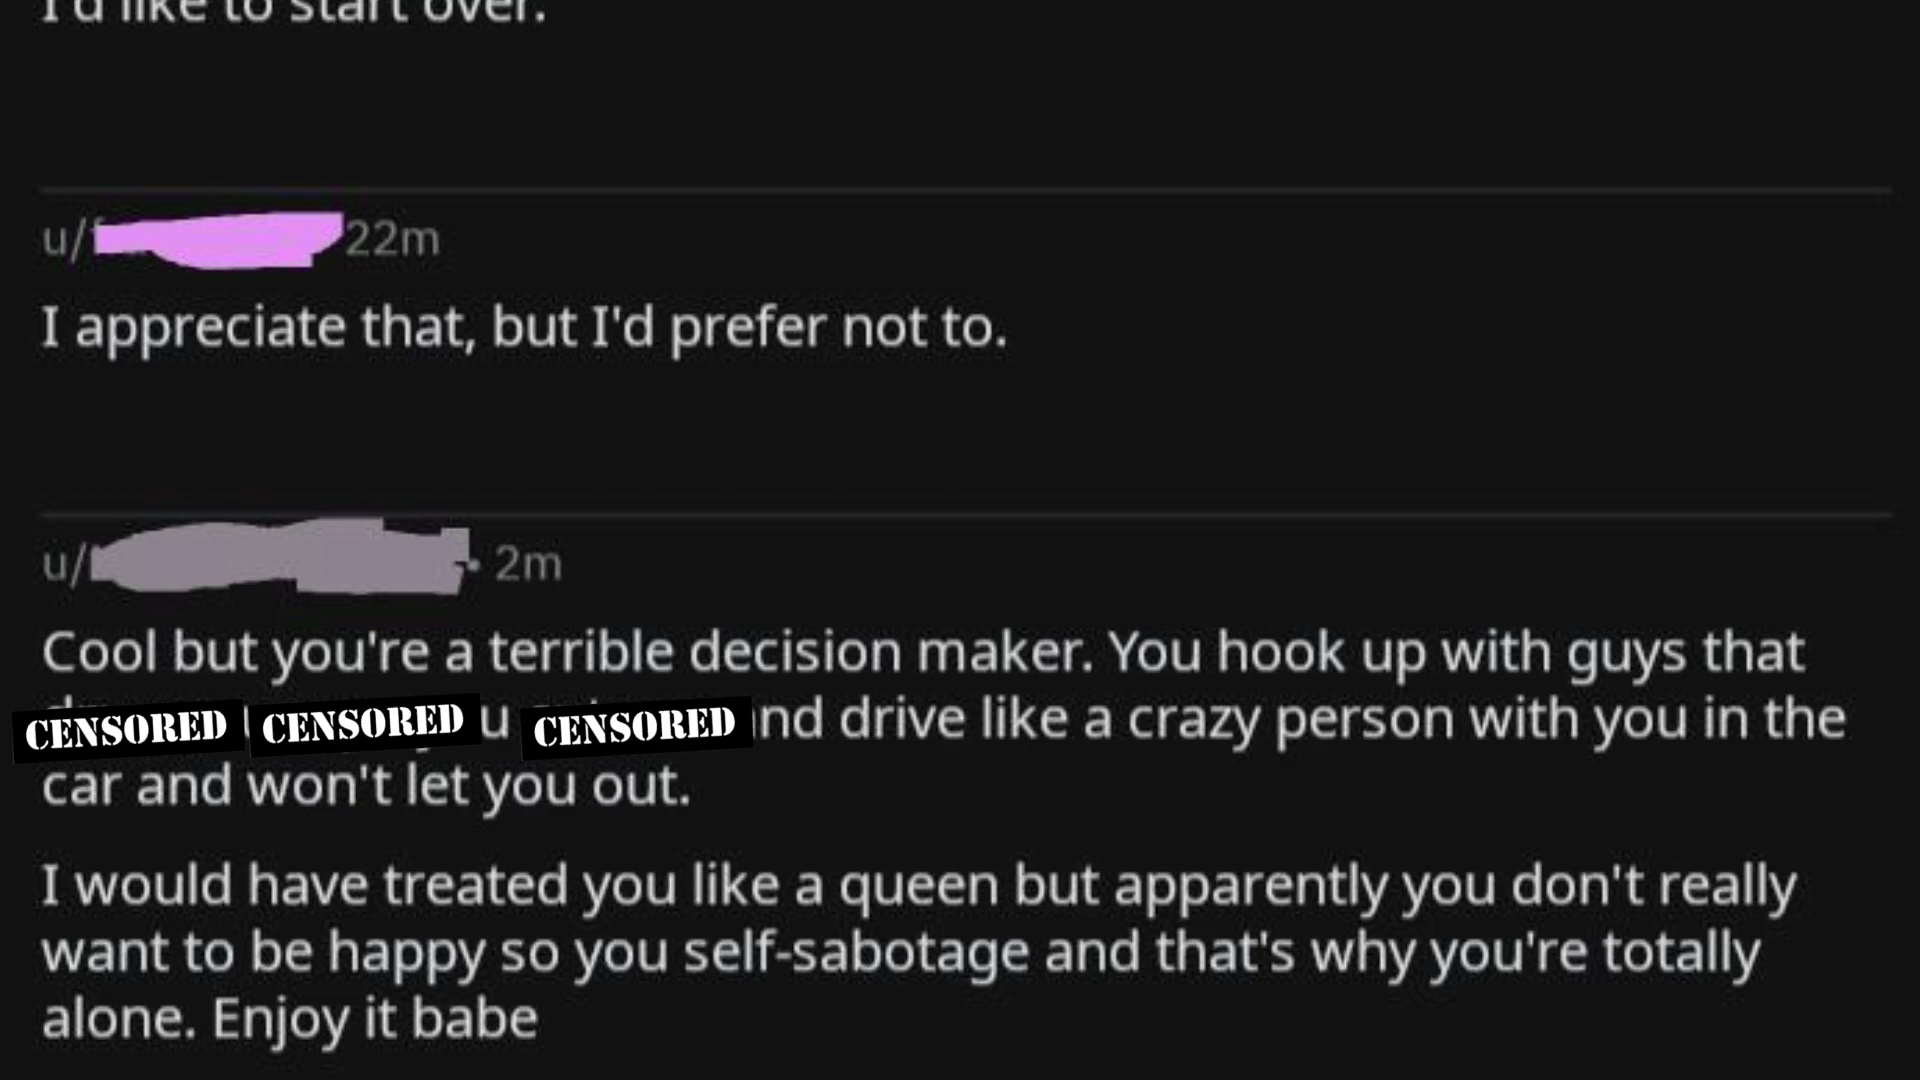 I'd like to start over.
u/ 22m
I appreciate that, but I'd prefer not to.
u/ • 2m
Cool but you're a terrible decision maker. You hook up with guys that
CENSORED CENSORED u CENSORED nd drive like a crazy person with you in the
car and won't let you out.
I would have treated you like a queen but apparently you don't really
want to be happy so you self-sabotage and that's why you're totally
alone. Enjoy it babe